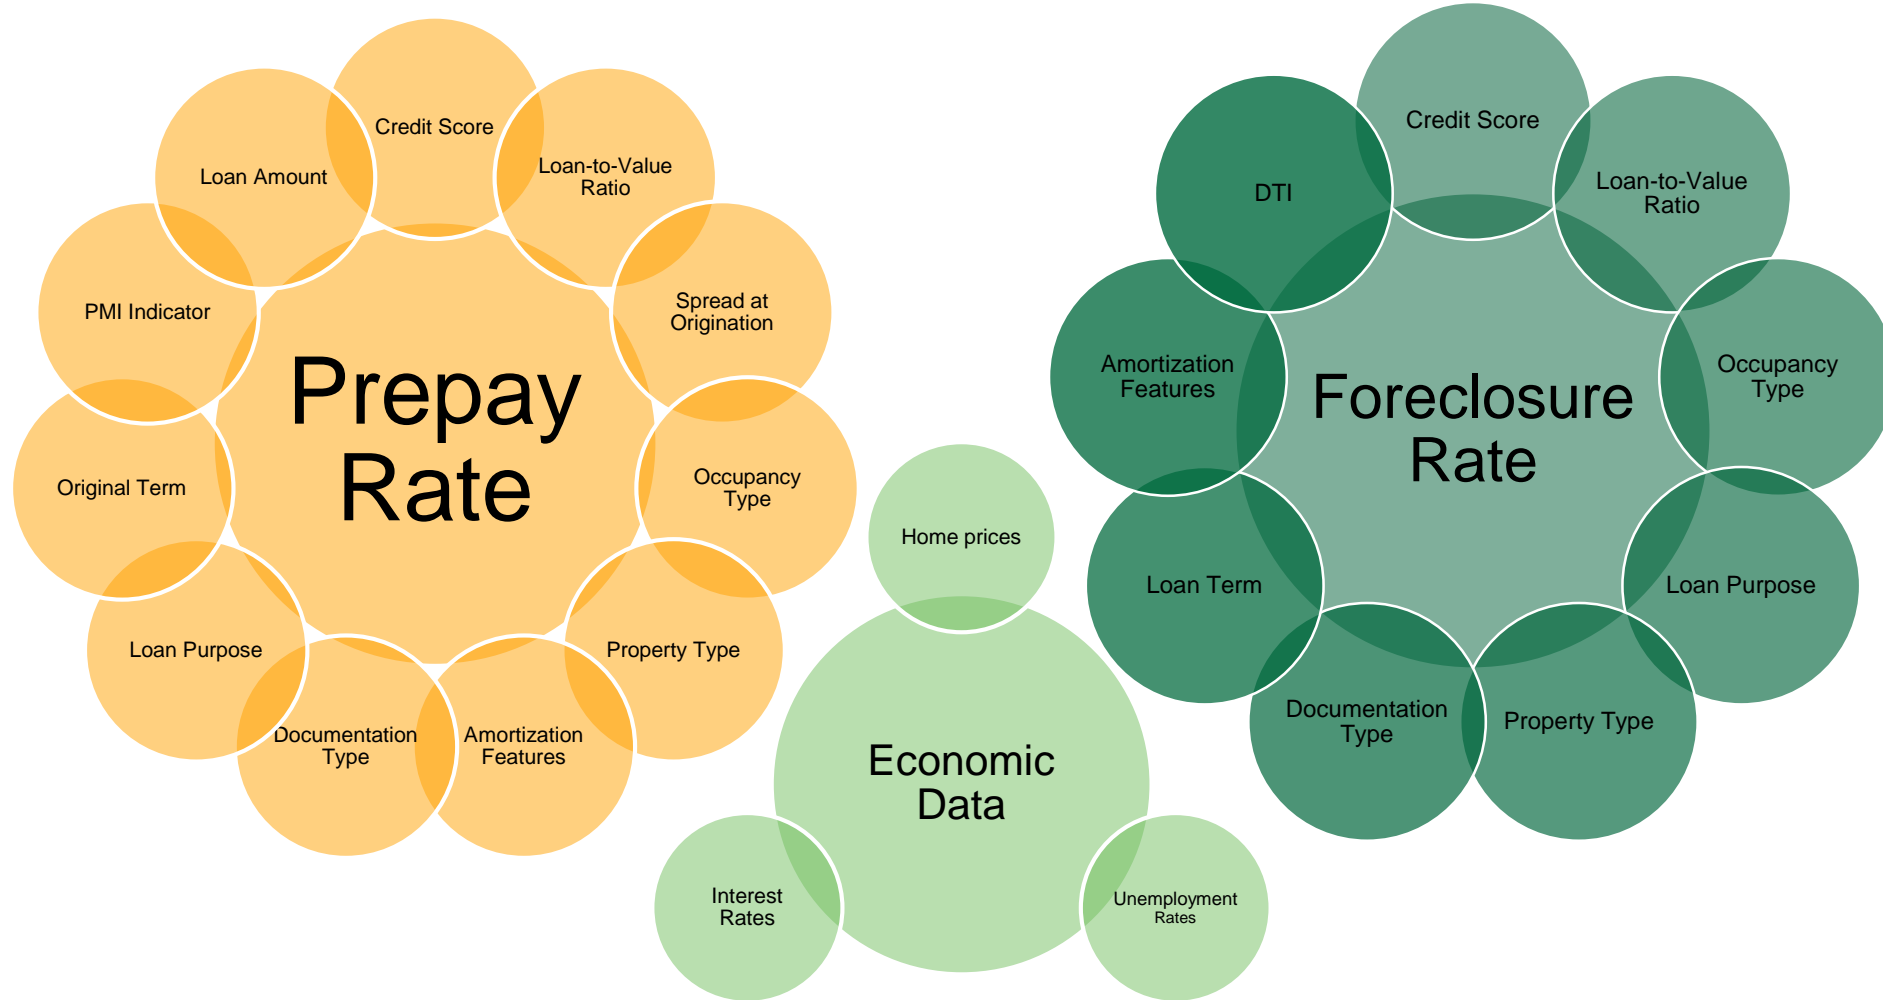 Credit Score
Loan-to-Value
Ratio
Spread at
Origination
Occupancy
Type
Property Type
Amortization
Features
Documentation
Type
Loan Purpose
Original Term
PMI Indicator
Loan Amount
Prepay
Rate
Home prices
Economic
Data
Unemployment
Rates
Interest
Rates
Credit Score
Loan-to-Value
Ratio
Occupancy
Type
Loan Purpose
Property Type
Documentation
Type
Loan Term
Amortization
Features
DTI
Foreclosure
Rate